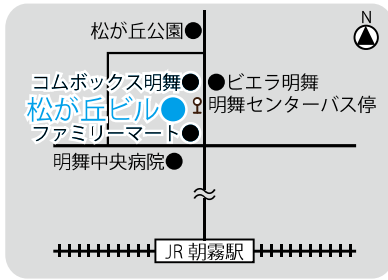 N
松が丘公園
コムボックス明舞
ビエラ明舞
松が丘ビル
明舞センターバス停
ファミリーマート
明舞中央病院
JR 朝霧駅